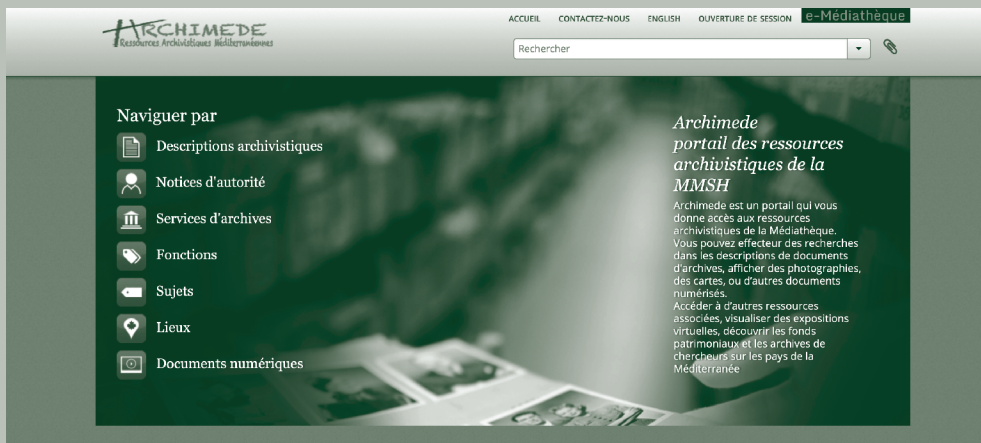 ARCHIMEDE
Ressources Archivistiques Méditerranéennes
ACCUEIL CONTACTEZ-NOUS ENGLISH OUVERTURE DE SESSION e-Médiathèque
Rechercher
Naviguer par
Descriptions archivistiques
Notices d'autorité
Services d'archives
Fonctions
Sujets
Lieux
Documents numériques
Archimede
portail des ressources
archivistiques de la
MMSH
Archimede est un portail qui vous
donne accès aux ressources
archivistiques de la Médiathèque.
Vous pouvez effecteur des recherches
dans les descriptions de documents
d'archives, afficher des photographies,
des cartes, ou d'autres documents
numérisés.
Accéder à d'autres ressources
associées, visualiser des expositions
virtuelles, découvrir les fonds
patrimoniaux et les archives de
chercheurs sur les pays de la
Méditerranée